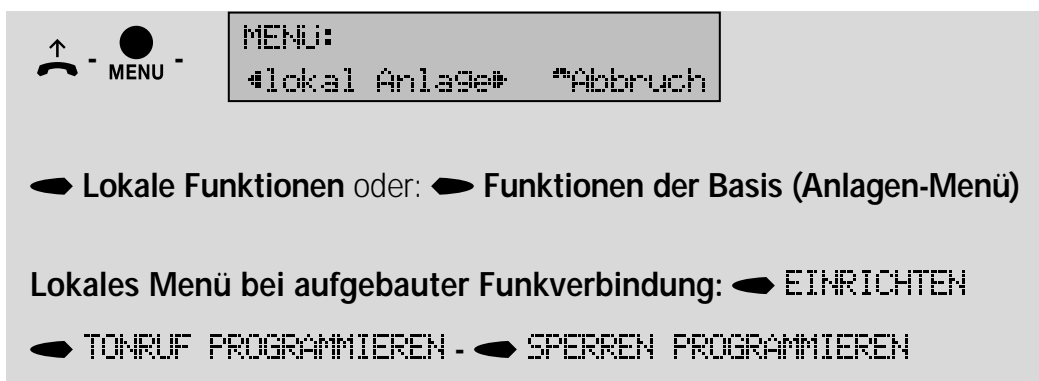 MENÜ:
- MENU -
lokal Anlage Abbruch
Lokale Funktionen oder: Funktionen der Basis (Anlagen-Menü)
Lokales Menü bei aufgebauter Funkverbindung: EINRICHTEN
TONRUF PROGRAMMIEREN - SPERREN PROGRAMMIEREN